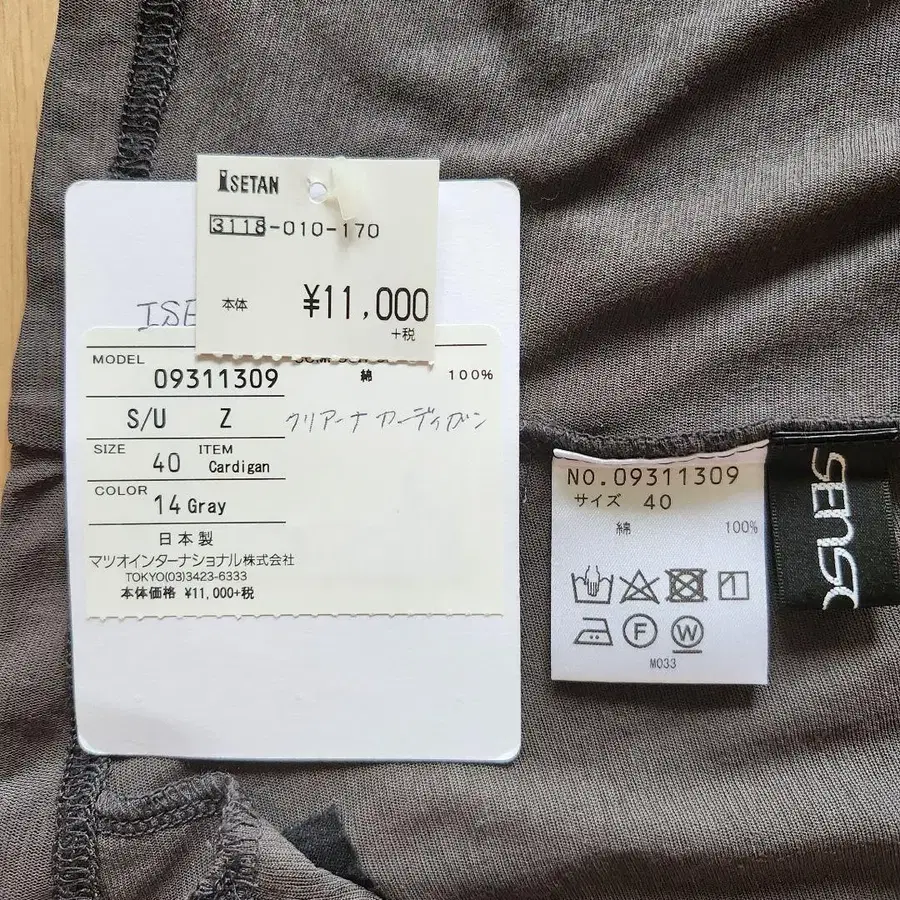 ISETAN
3118-010-170
本体 ¥11,000
+税
ISE
MODEL
09311309
綿 100%
S/U Z
クリアーナ カーディガン
SIZE 40 ITEM Cardigan
COLOR 14 Gray
日本製
マツオインターナショナル株式会社
TOKYO(03)3423-6333
本体価格 ¥11,000+税
NO.09311309
サイズ 40
綿 100%
F W
M033
SENSO